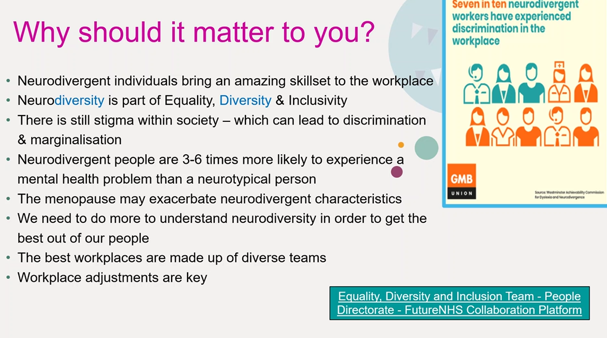 Why should it matter to you?
Seven in ten neurodivergent
workers have experienced
discrimination in the
workplace
• Neurodivergent individuals bring an amazing skillset to the workplace
• Neurodiversity is part of Equality, Diversity & Inclusivity
• There is still stigma within society – which can lead to discrimination
& marginalisation
• Neurodivergent people are 3-6 times more likely to experience a
mental health problem than a neurotypical person
• The menopause may exacerbate neurodivergent characteristics
• We need to do more to understand neurodiversity in order to get the
best out of our people
• The best workplaces are made up of diverse teams
• Workplace adjustments are key
GMB
UNION
Source: Westminster Achieveability Commission
for Dyslexia and Neurodivergence
Equality, Diversity and Inclusion Team - People
Directorate - FutureNHS Collaboration Platform